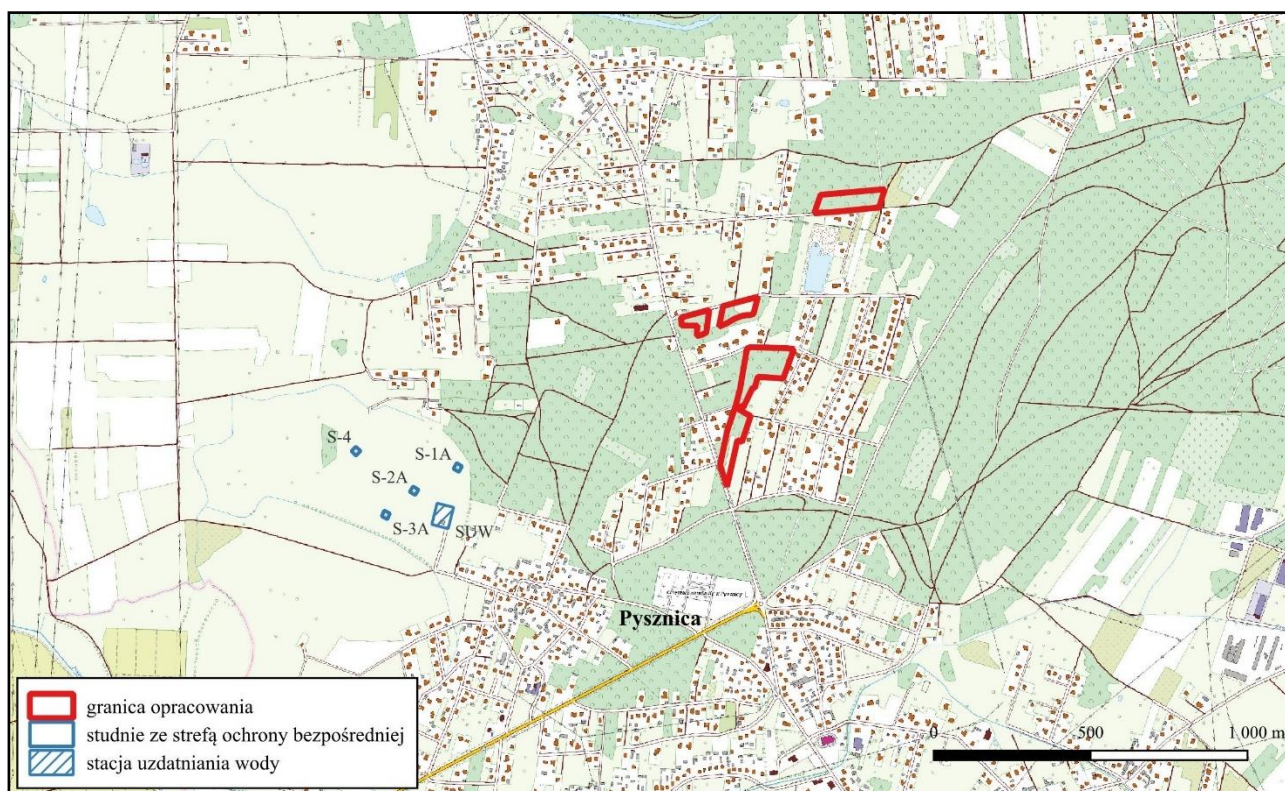 S-4
S-1A
S-2A
S-3A
SUW
Pysznica
granica opracowania
studnie ze strefą ochrony bezpośredniej
stacja uzdatniania wody
0 500 1 000 m